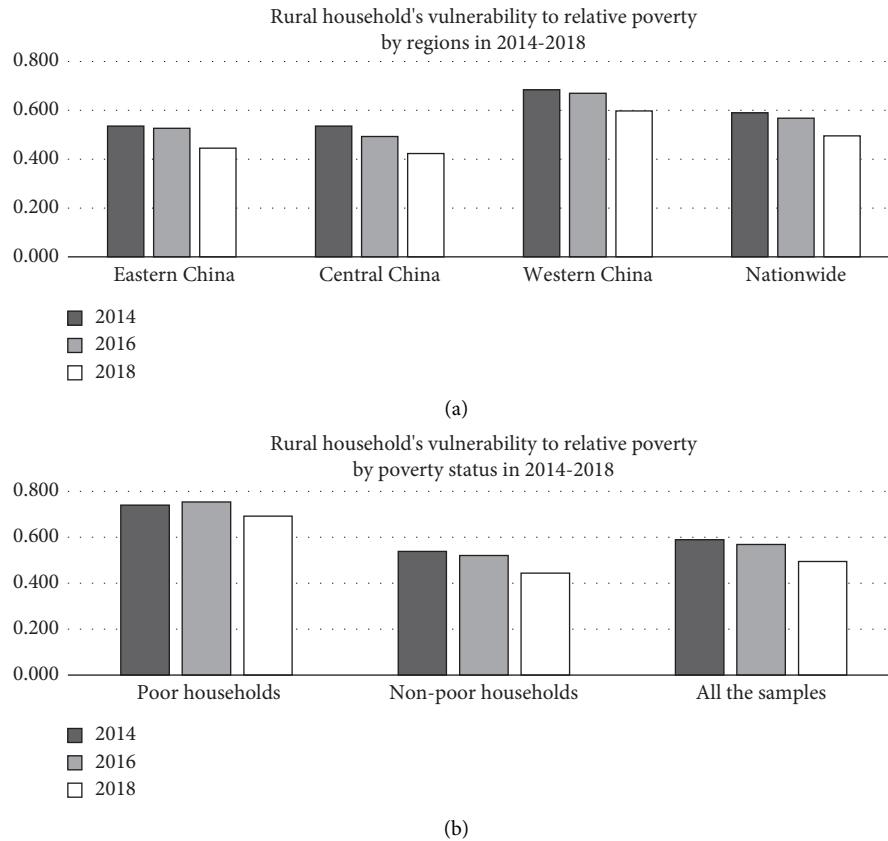 Rural household's vulnerability to relative poverty
by regions in 2014-2018
0.800
0.600
0.400
0.200
0.000
Eastern China
Central China
Western China
Nationwide
2014
2016
2018
(a)
Rural household's vulnerability to relative poverty
by poverty status in 2014-2018
0.800
0.600
0.400
0.200
0.000
Poor households
Non-poor households
All the samples
2014
2016
2018
(b)